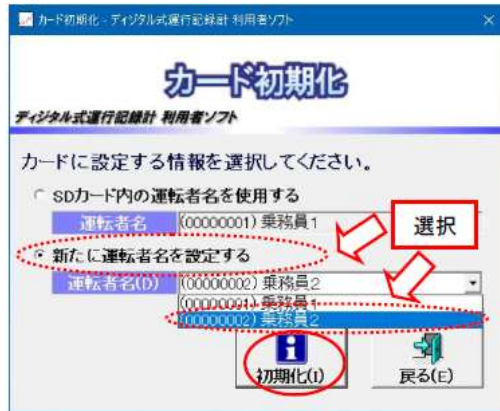 カード初期化 - ディジタル式運行記録計 利用者ソフト
カード初期化
ディジタル式運行記録計 利用者ソフト
カードに設定する情報を選択してください。
SDカード内の運転者名を使用する
運転者名 (00000001) 乗務員1
選択
新たに運転者名を設定する
運転者名(D) (00000002) 乗務員2
(00000001) 乗務員1
(00000002) 乗務員2
初期化(I)
戻る(E)